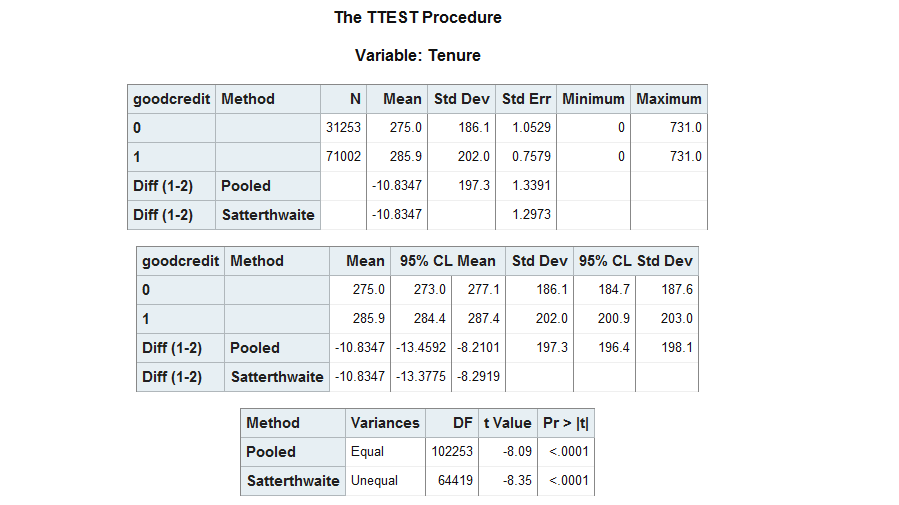 The TTEST Procedure
Variable: Tenure
goodcredit Method N Mean Std Dev Std Err Minimum Maximum
0 31253 275.0 186.1 1.0529 0 731.0
1 71002 285.9 202.0 0.7579 0 731.0
Diff (1-2) Pooled -10.8347 197.3 1.3391
Diff (1-2) Satterthwaite -10.8347 1.2973
goodcredit Method Mean 95% CL Mean Std Dev 95% CL Std Dev
0 275.0 273.0 277.1 186.1 184.7 187.6
1 285.9 284.4 287.4 202.0 200.9 203.0
Diff (1-2) Pooled -10.8347 -13.4592 -8.2101 197.3 196.4 198.1
Diff (1-2) Satterthwaite -10.8347 -13.3775 -8.2919
Method Variances DF t Value Pr > |t|
Pooled Equal 102253 -8.09 <.0001
Satterthwaite Unequal 64419 -8.35 <.0001